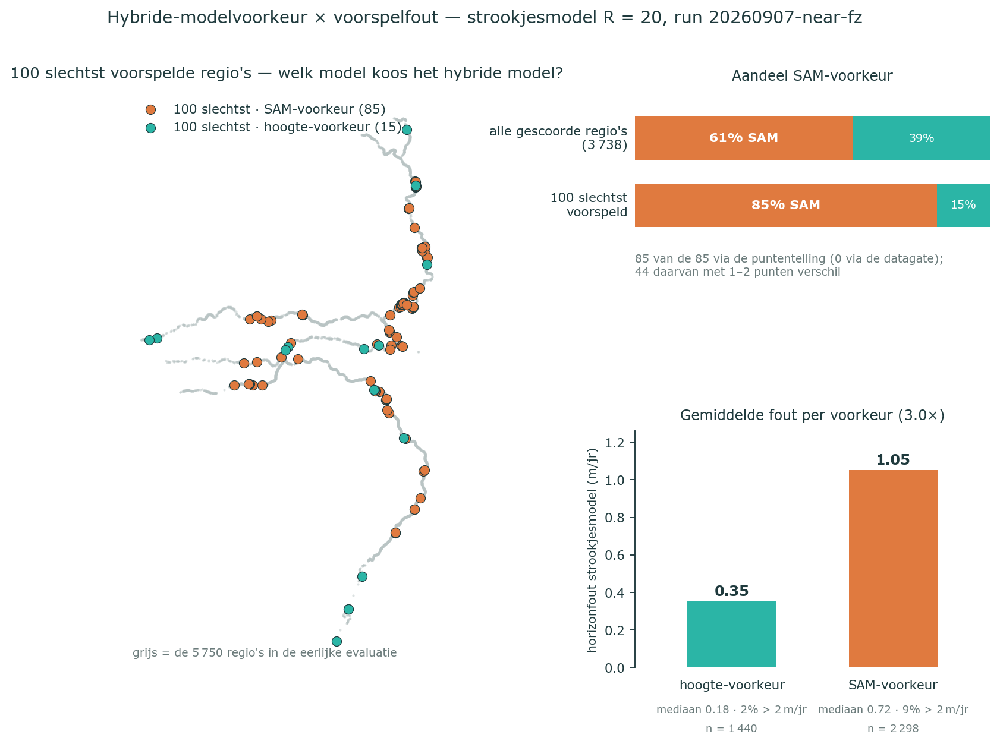 Hybride-modelvoorkeur × voorspelfout — strookjesmodel R = 20, run 20260907-near-fz
100 slechtst voorspelde regio's — welk model koos het hybride model?
100 slechtst · SAM-voorkeur (85)
100 slechtst · hoogte-voorkeur (15)
grijs = de 5 750 regio's in de eerlijke evaluatie
Aandeel SAM-voorkeur
alle gescoorde regio's
(3 738)
61% SAM
39%
100 slechtst
voorspeld
85% SAM
15%
85 van de 85 via de puntentelling (0 via de datagate);
44 daarvan met 1–2 punten verschil
Gemiddelde fout per voorkeur (3.0×)
horizonfout strookjesmodel (m/jr)
1.2
1.0
0.8
0.6
0.4
0.2
0.0
0.35
1.05
hoogte-voorkeur
SAM-voorkeur
mediaan 0.18 · 2% > 2 m/jr
mediaan 0.72 · 9% > 2 m/jr
n = 1 440
n = 2 298